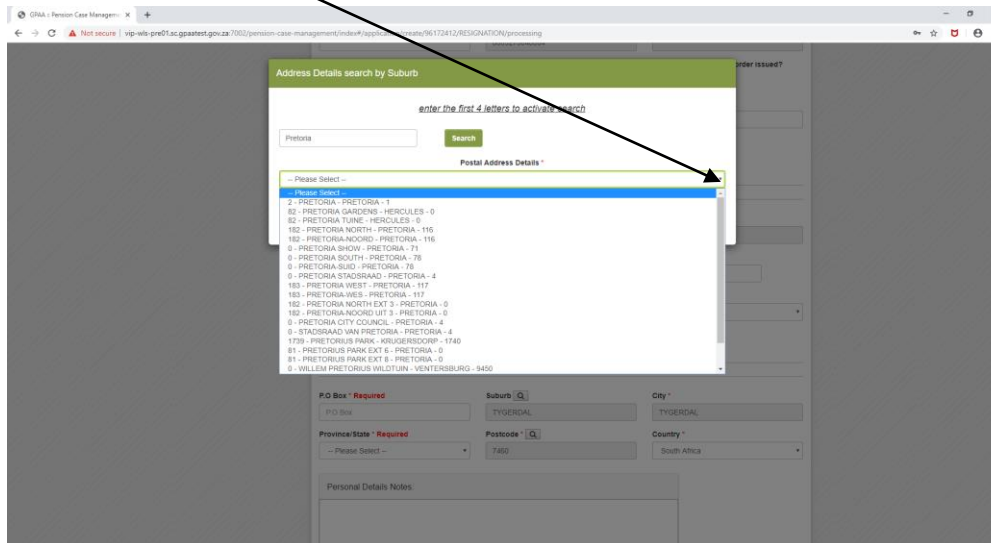 GPAA :: Pension Case Managem
Not secure | vip-wls-pre01.sc.gpaatest.gov.za:7002/pension-case-management/index#/application/create/96172412/RESIGNATION/processing
order issued?
Address Details search by Suburb
enter the first 4 letters to activate search
Pretoria
Search
Postal Address Details *
-- Please Select --
-- Please Select --
2 - PRETORIA - PRETORIA - 1
82 - PRETORIA GARDENS - HERCULES - 0
82 - PRETORIA TUINE - HERCULES - 0
182 - PRETORIA NORTH - PRETORIA - 116
182 - PRETORIA-NOORD - PRETORIA - 116
0 - PRETORIA SHOW - PRETORIA - 71
0 - PRETORIA SOUTH - PRETORIA - 78
0 - PRETORIA-SUID - PRETORIA - 78
0 - PRETORIA STADSRAAD - PRETORIA - 4
183 - PRETORIA WEST - PRETORIA - 117
183 - PRETORIA-WES - PRETORIA - 117
182 - PRETORIA NORTH EXT 3 - PRETORIA - 0
182 - PRETORIA-NOORD UIT 3 - PRETORIA - 0
0 - PRETORIA CITY COUNCIL - PRETORIA - 4
0 - STADSRAAD VAN PRETORIA - PRETORIA - 4
1739 - PRETORIUS PARK - KRUGERSDORP - 1740
81 - PRETORIUS PARK EXT 6 - PRETORIA - 0
81 - PRETORIUS PARK EXT 8 - PRETORIA - 0
0 - WILLEM PRETORIUS WILDTUIN - VENTERSBURG - 9450
P.O Box * Required Suburb City *
P.O Box TYGERDAL TYGERDAL
Province/State * Required Postcode * Country *
-- Please Select -- 7460 South Africa
Personal Details Notes: